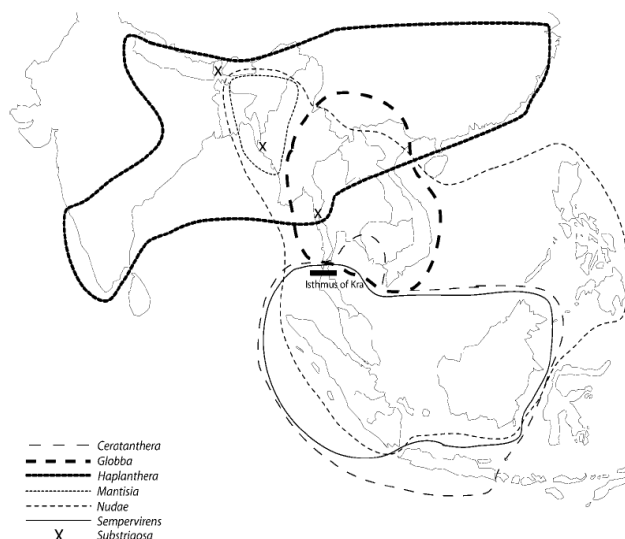 X
X
X
Isthmus of Kra
Ceratanthera
Globba
Haplanthera
Mantisia
Nudae
Sempervirens
X Substrigosa